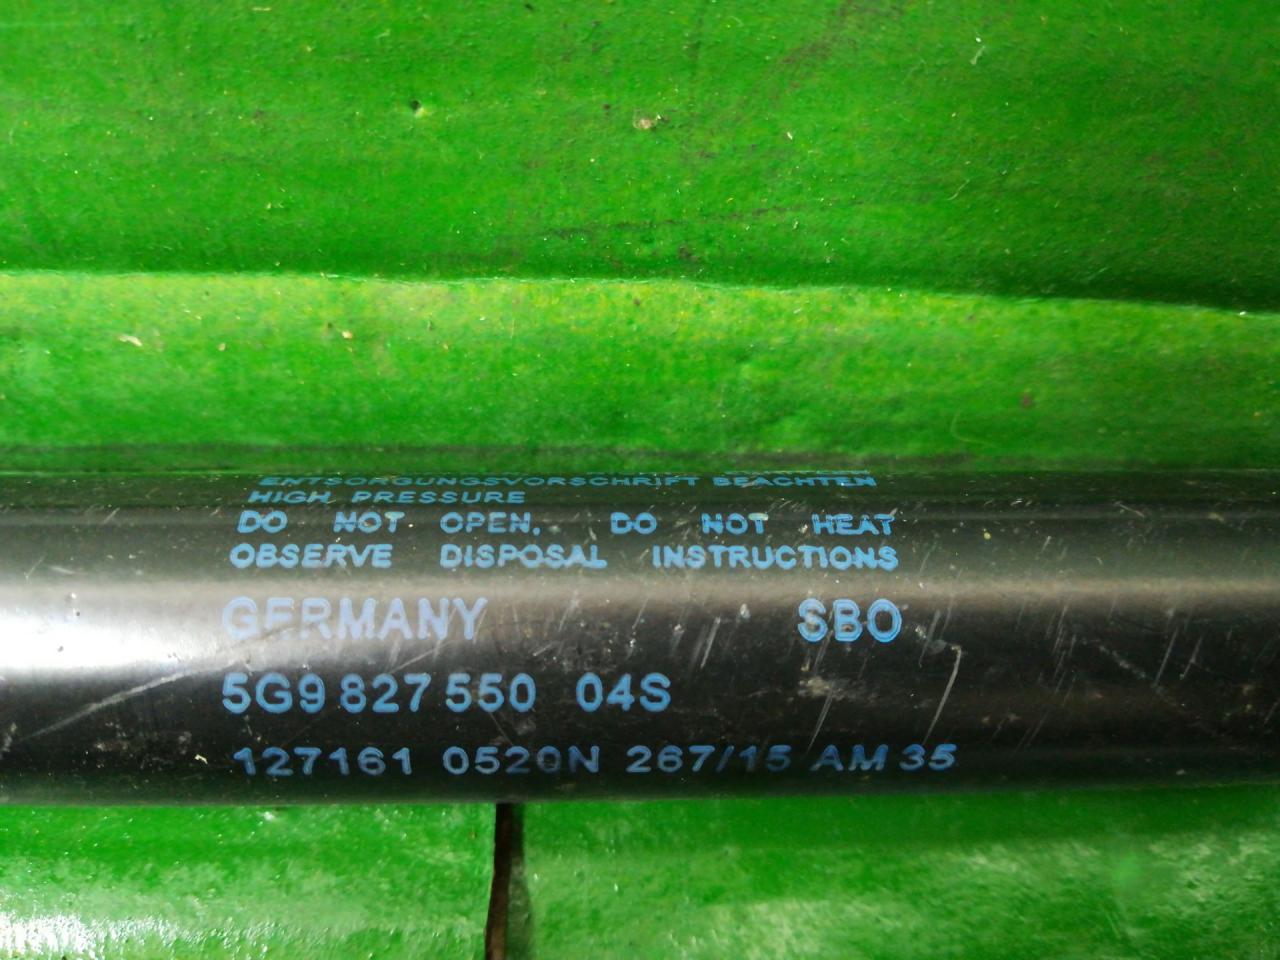 ENTSORGUNGSVORSCHRIFT BEACHTEN
HIGH PRESSURE
DO NOT OPEN. DO NOT HEAT
OBSERVE DISPOSAL INSTRUCTIONS
GERMANY SBO
5G9 827 550 04S
127161 0520N 267/15 AM 35